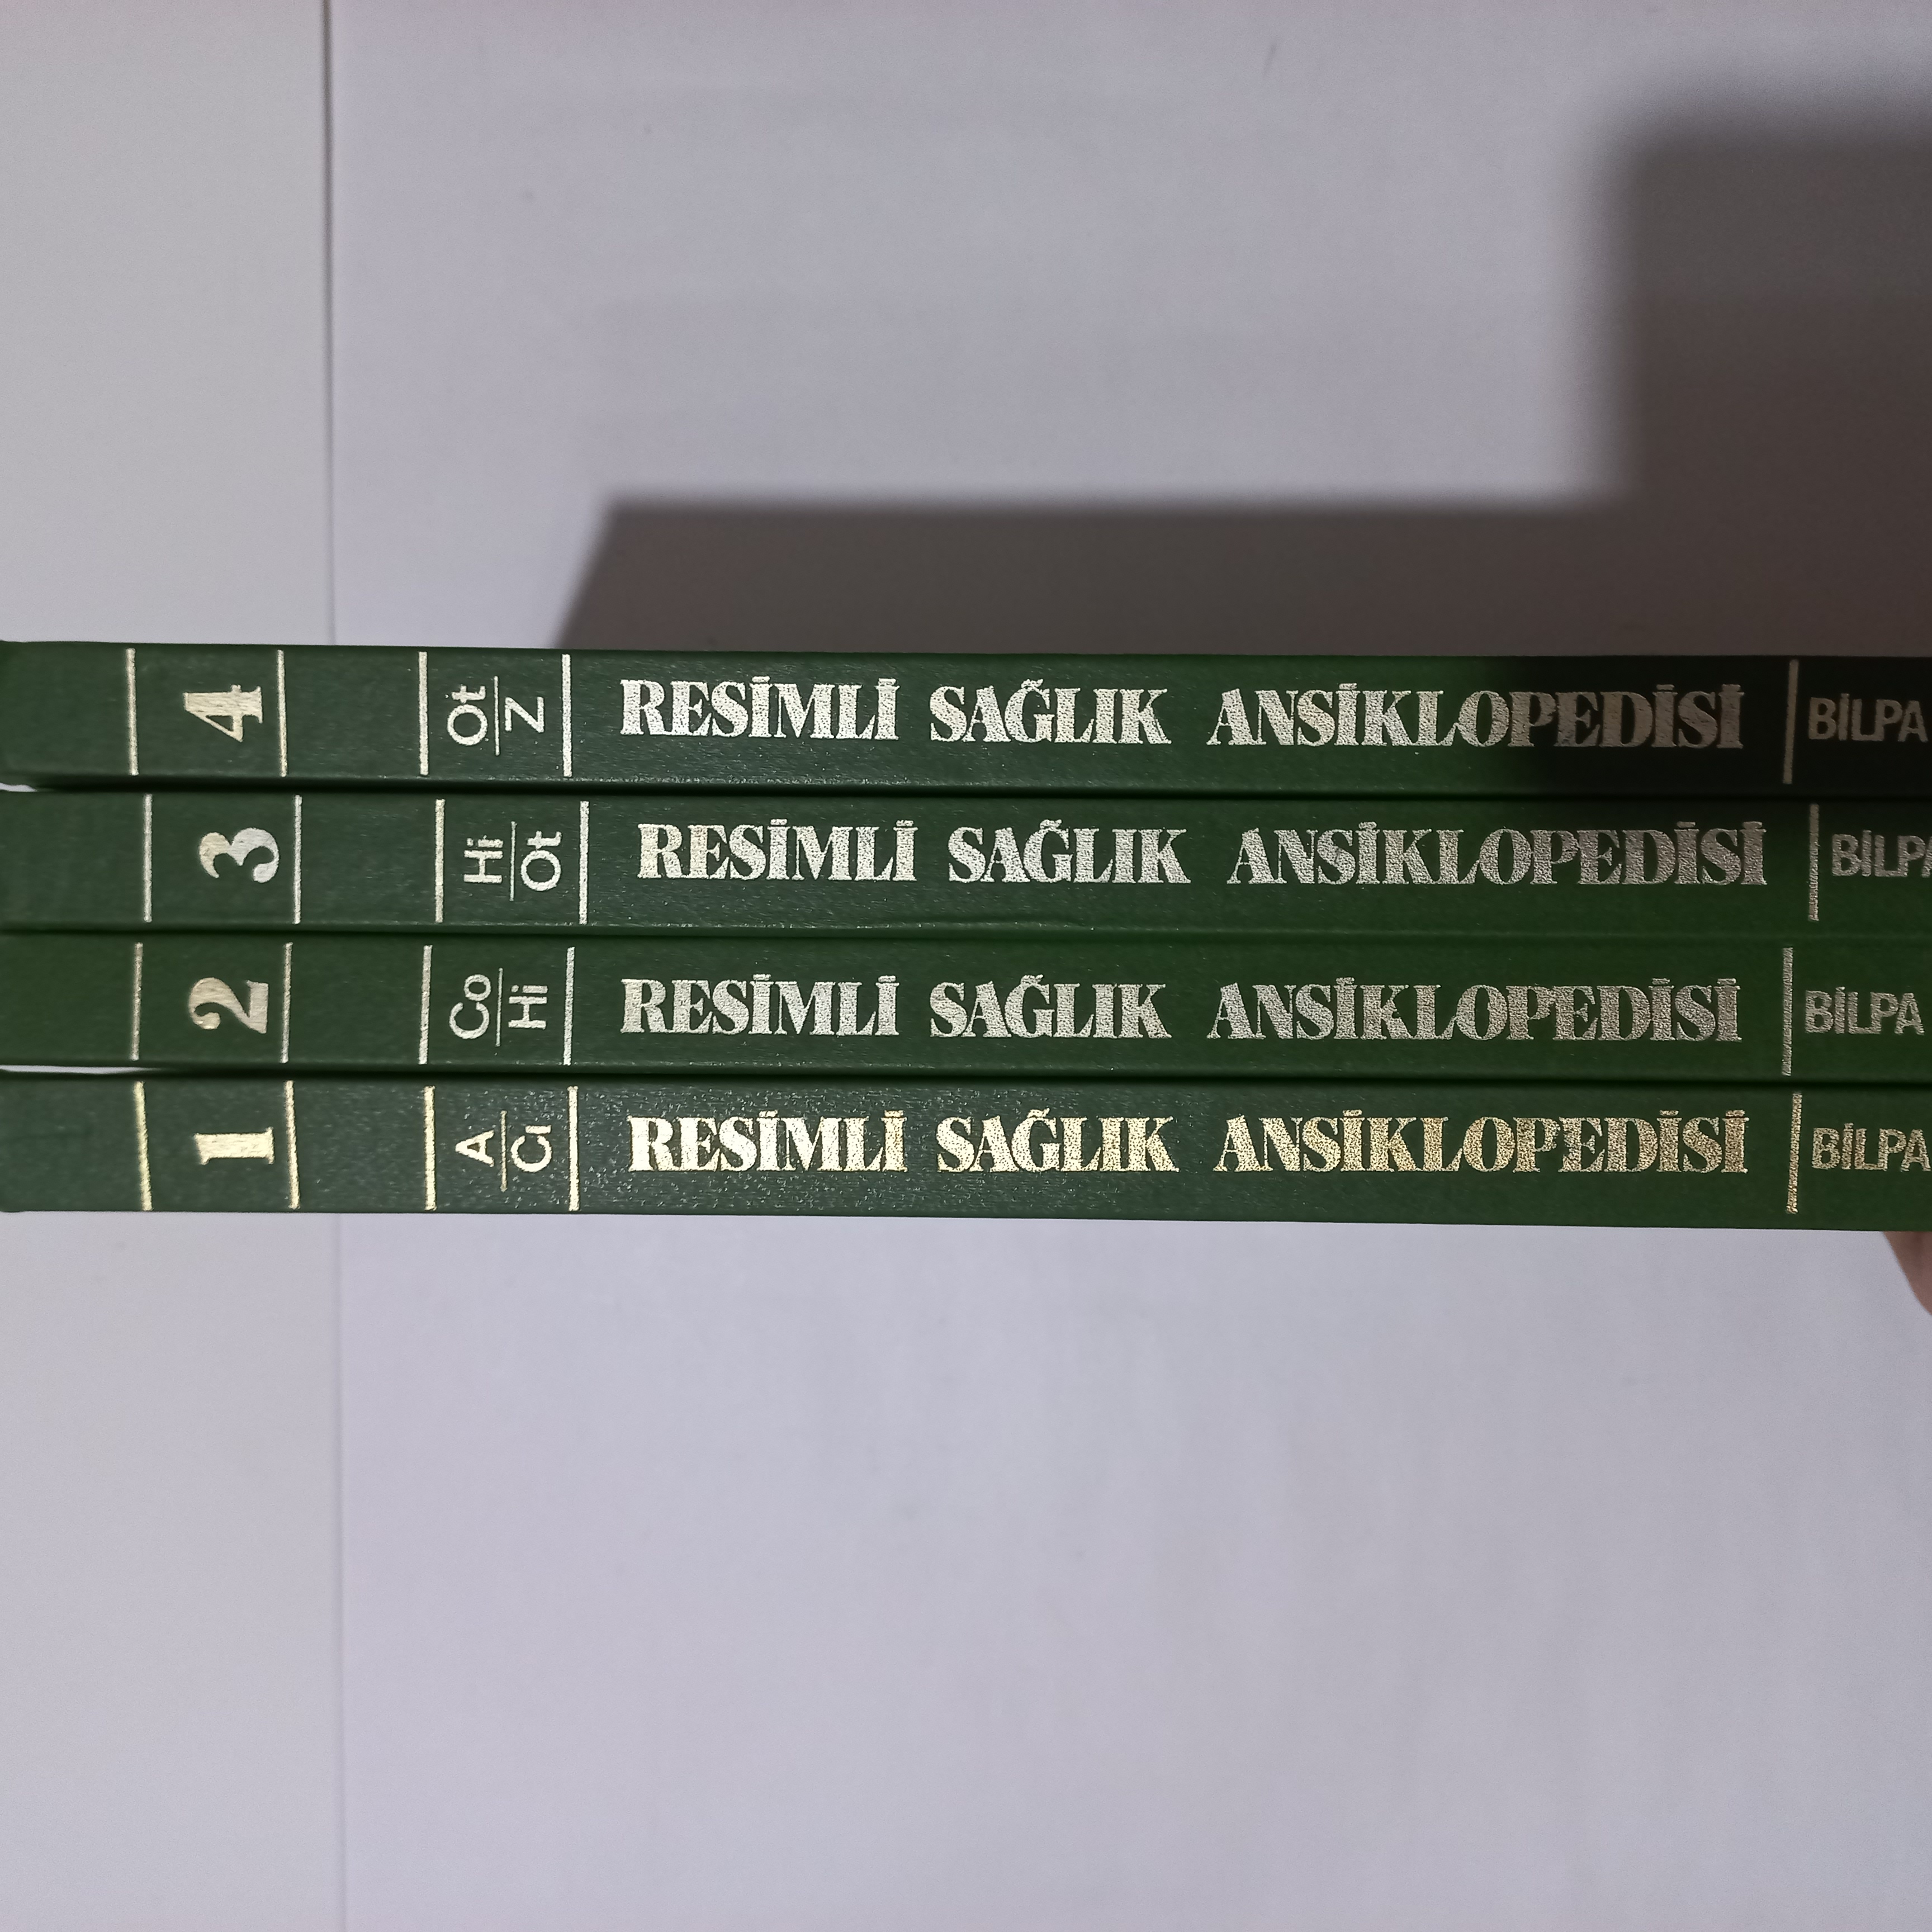 4
Ot
Z
RESİMLİ SAĞLIK ANSİKLOPEDİSİ
BİLPA
3
Hi
Ot
RESİMLİ SAĞLIK ANSİKLOPEDİSİ
BİLPA
2
Co
Hi
RESİMLİ SAĞLIK ANSİKLOPEDİSİ
BİLPA
1
A
Cı
RESİMLİ SAĞLIK ANSİKLOPEDİSİ
BİLPA